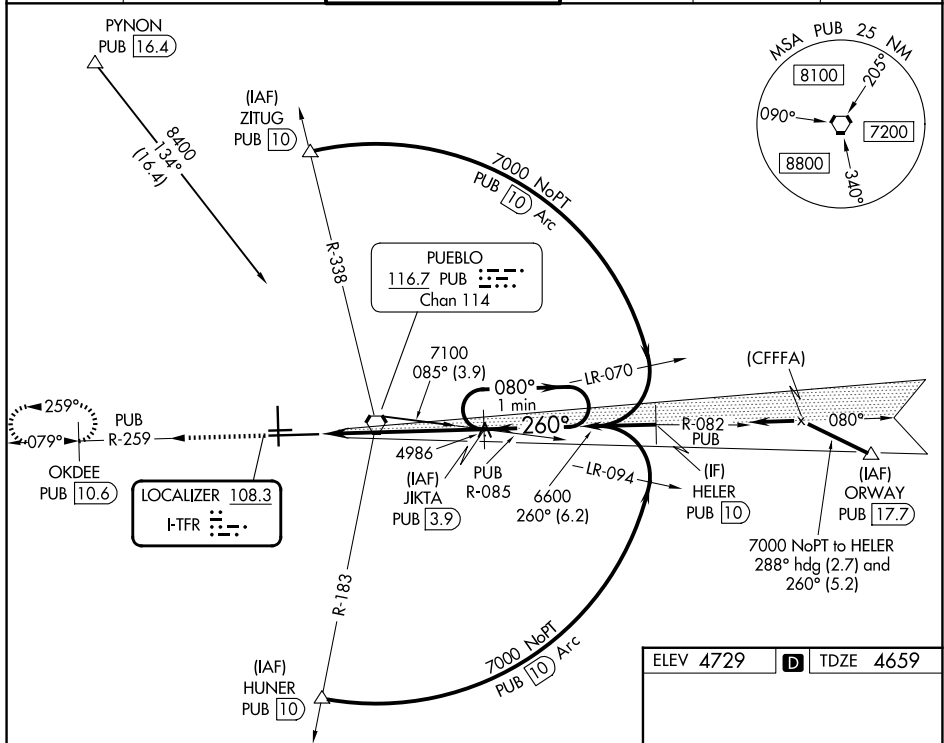 PYNON
PUB 16.4
8400
134°
(16.4)
(IAF)
ZITUG
PUB 10
MSA PUB 25 NM
8100
205°
090°
7200
8800
340°
7000 NoPT
PUB 10 Arc
R-338
PUEBLO
116.7 PUB
Chan 114
7100
085° (3.9)
LR-070
(CFFFA)
080°
1 min
260°
R-082
PUB
080°
259°
079°
PUB
R-259
OKDEE
PUB 10.6
4986
(IAF)
JIKTA
PUB 3.9
PUB
R-085
6600
260° (6.2)
LR-094
(IF)
HELER
PUB 10
(IAF)
ORWAY
PUB 17.7
7000 NoPT to HELER
288° hdg (2.7) and
260° (5.2)
LOCALIZER 108.3
I-TFR
R-183
7000 NoPT
PUB 10 Arc
(IAF)
HUNER
PUB 10
ELEV 4729 D TDZE 4659